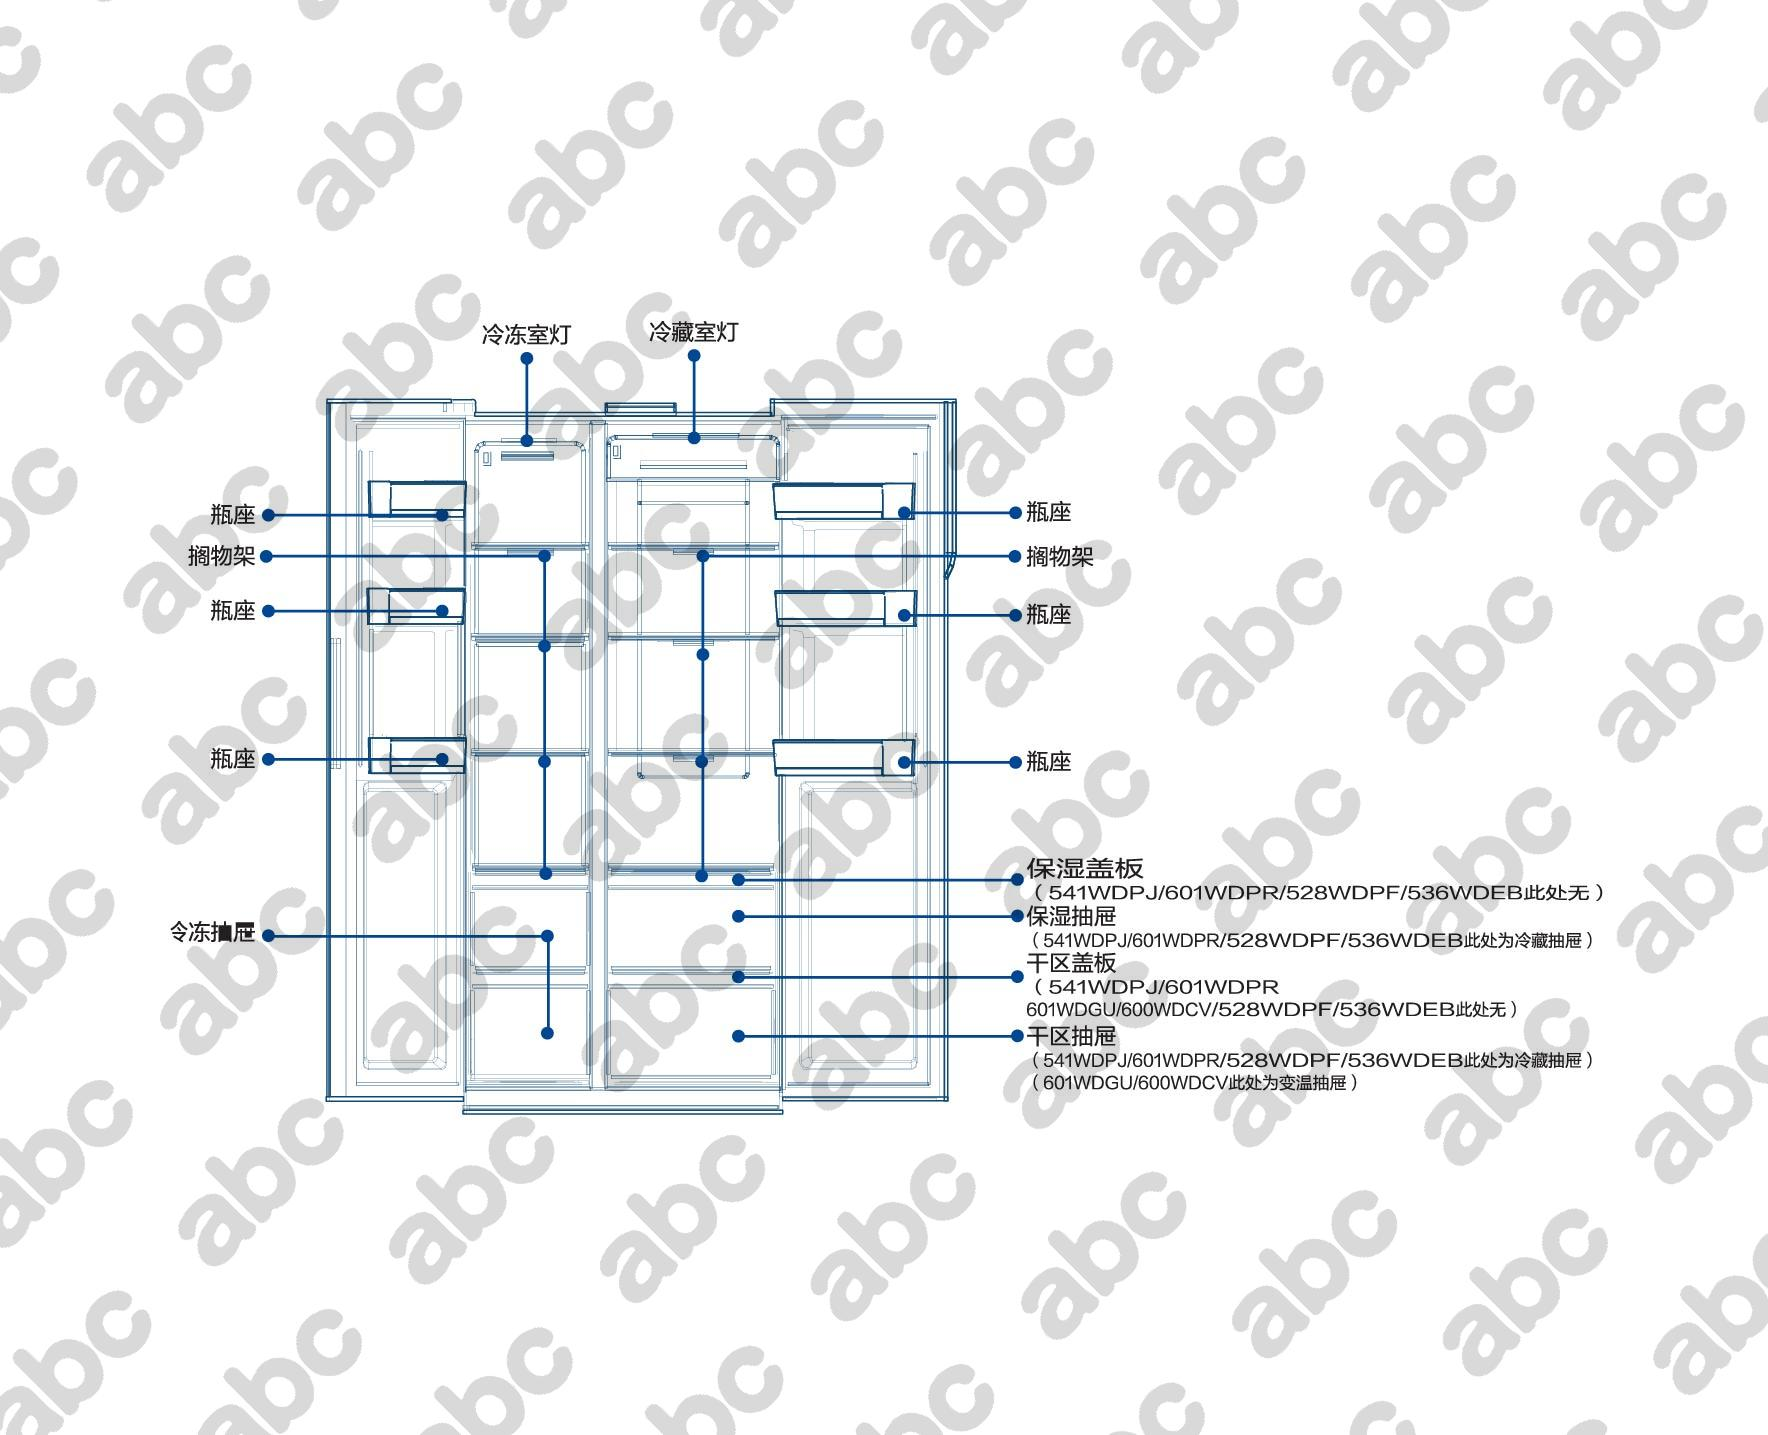 冷冻室灯
冷藏室灯
瓶座
瓶座
搁物架
搁物架
瓶座
瓶座
瓶座
瓶座
保湿盖板
（541WDPJ/601WDPR/528WDPF/536WDEB此处无）
冷冻抽屉
保湿抽屉
（541WDPJ/601WDPR/528WDPF/536WDEB此处为冷藏抽屉）
干区盖板
（541WDPJ/601WDPR
601WDGU/600WDCV/528WDPF/536WDEB此处无）
干区抽屉
（541WDPJ/601WDPR/528WDPF/536WDEB此处为冷藏抽屉）
（601WDGU/600WDCV此处为变温抽屉）
abc